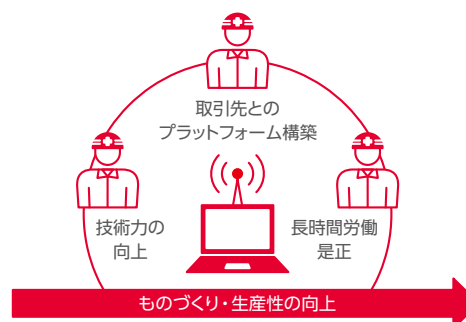 取引先との
プラットフォーム構築
技術力の
向上
長時間労働
是正
ものづくり・生産性の向上